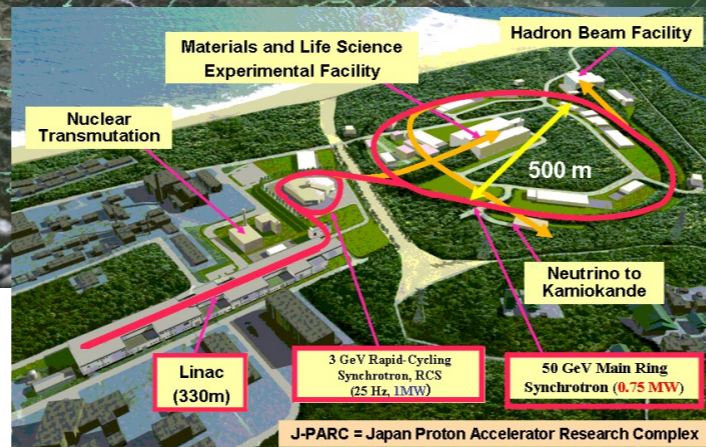 Hadron Beam Facility
Materials and Life Science
Experimental Facility
Nuclear
Transmutation
500 m
Neutrino to
Kamiokande
Linac
(330m)
3 GeV Rapid-Cycling
Synchrotron, RCS
(25 Hz, 1MW)
50 GeV Main Ring
Synchrotron (0.75 MW)
J-PARC = Japan Proton Accelerator Research Complex